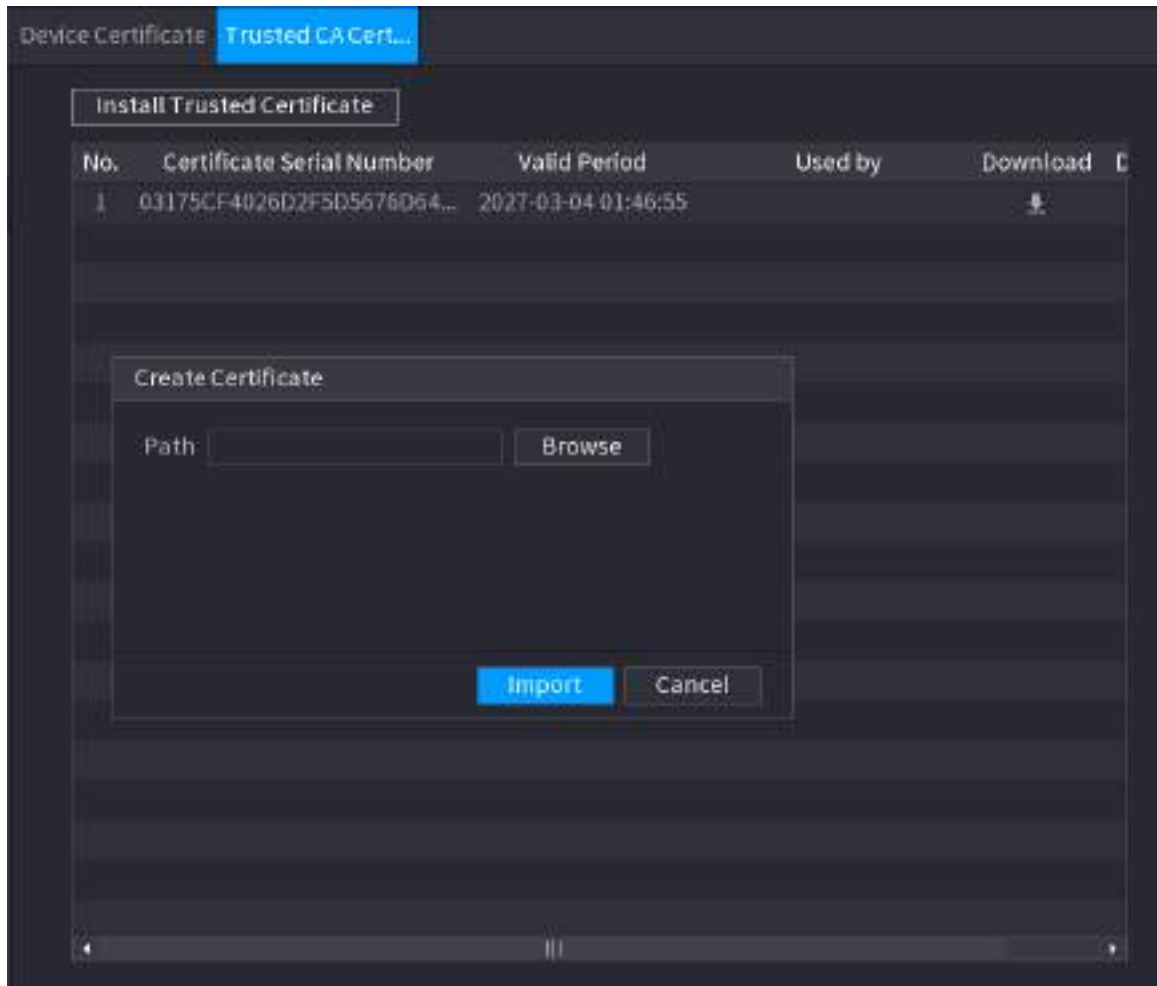 Device Certificate Trusted CA Cert...
Install Trusted Certificate
No. Certificate Serial Number Valid Period Used by Download D
1 03175CF4026D2F5D5676D64... 2027-03-04 01:46:55
Create Certificate
Path Browse
Import Cancel